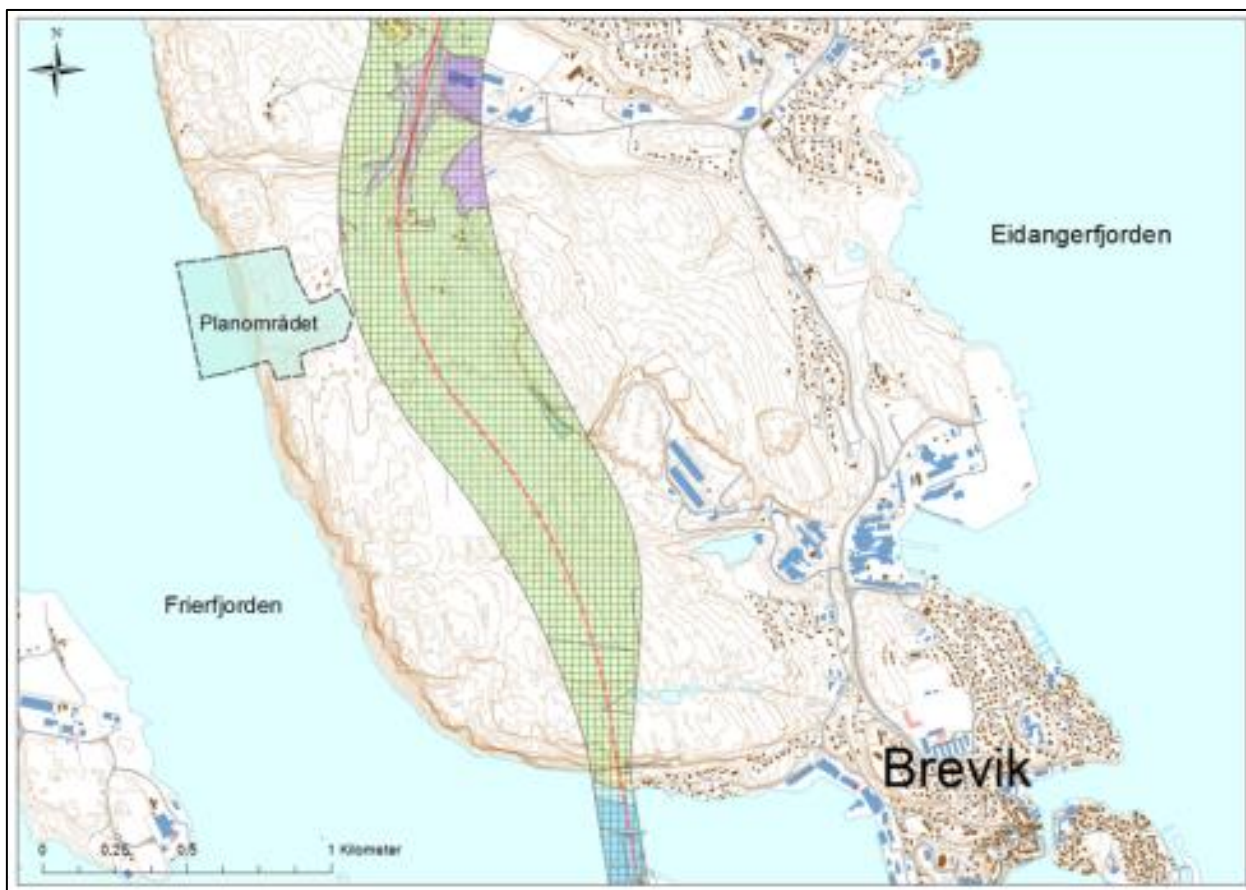 N
Eidangerfjorden
Planområdet
Frierfjorden
Brevik
0 0,25 0,5 1 Kilometer